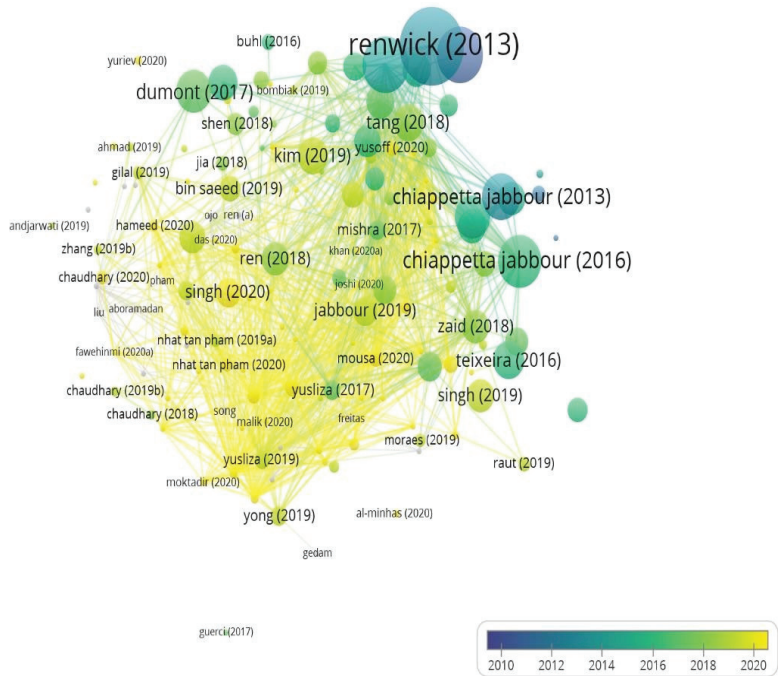 renwick (2013)
buhl (2016)
yuriev (2020)
dumont (2017)
bombiak (2019)
shen (2018)
tang (2018)
ahmad (2019)
jia (2018)
kim (2019)
yusoff (2020)
gilal (2019)
bin saeed (2019)
chiappetta jabbour (2013)
andjarwati (2019)
hameed (2020)
ojo
ren (a)
mishra (2017)
das (2020)
zhang (2019b)
ren (2018)
khan (2020a)
chiappetta jabbour (2016)
chaudhary (2020)
pham
singh (2020)
joshi (2020)
liu
aboramadan
jabbour (2019)
zaid (2018)
nhat tan pham (2019a)
fawehinmi (2020a)
nhat tan pham (2020)
mousa (2020)
teixeira (2016)
chaudhary (2019b)
yusliza (2017)
singh (2019)
chaudhary (2018)
song
malik (2020)
freitas
moraes (2019)
yusliza (2019)
raut (2019)
moktadir (2020)
yong (2019)
al-minhas (2020)
gedam
guerci (2017)
2010 2012 2014 2016 2018 2020